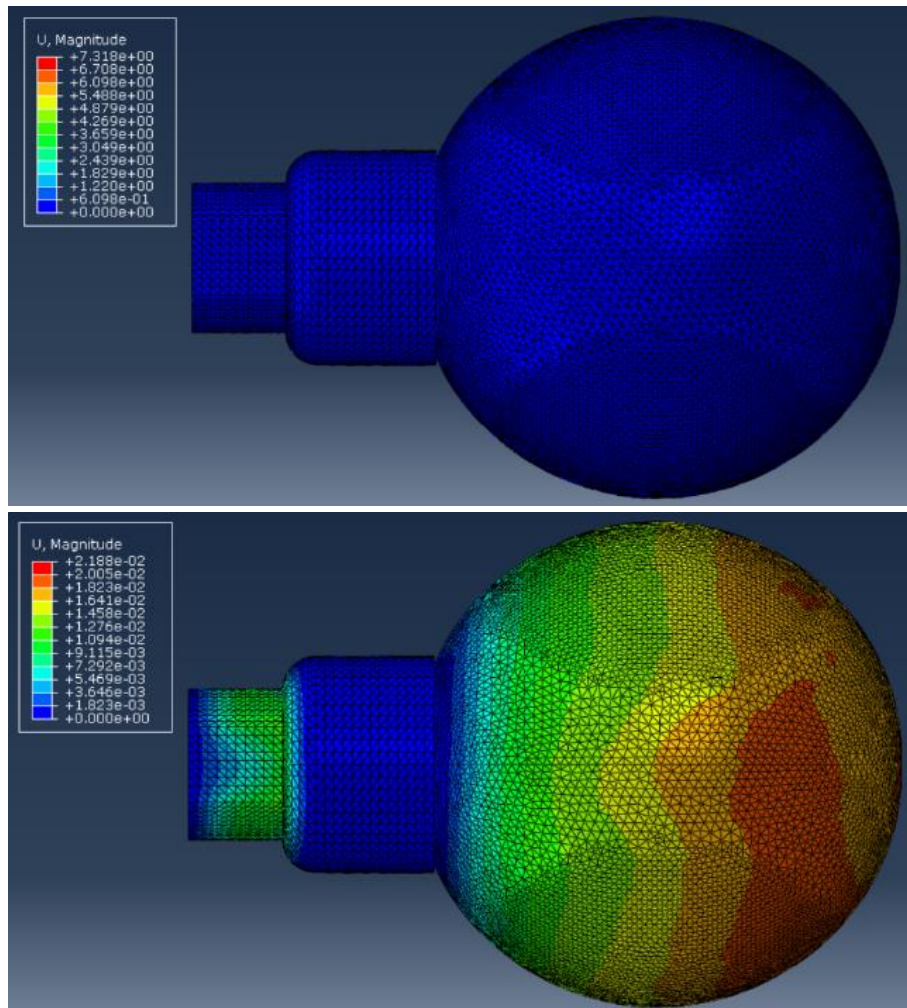 U, Magnitude
+7.318e+00
+6.708e+00
+6.098e+00
+5.488e+00
+4.879e+00
+4.269e+00
+3.659e+00
+3.049e+00
+2.439e+00
+1.829e+00
+1.220e+00
+6.098e-01
+0.000e+00
U, Magnitude
+2.188e-02
+2.005e-02
+1.823e-02
+1.641e-02
+1.458e-02
+1.276e-02
+1.094e-02
+9.115e-03
+7.292e-03
+5.469e-03
+3.646e-03
+1.823e-03
+0.000e+00